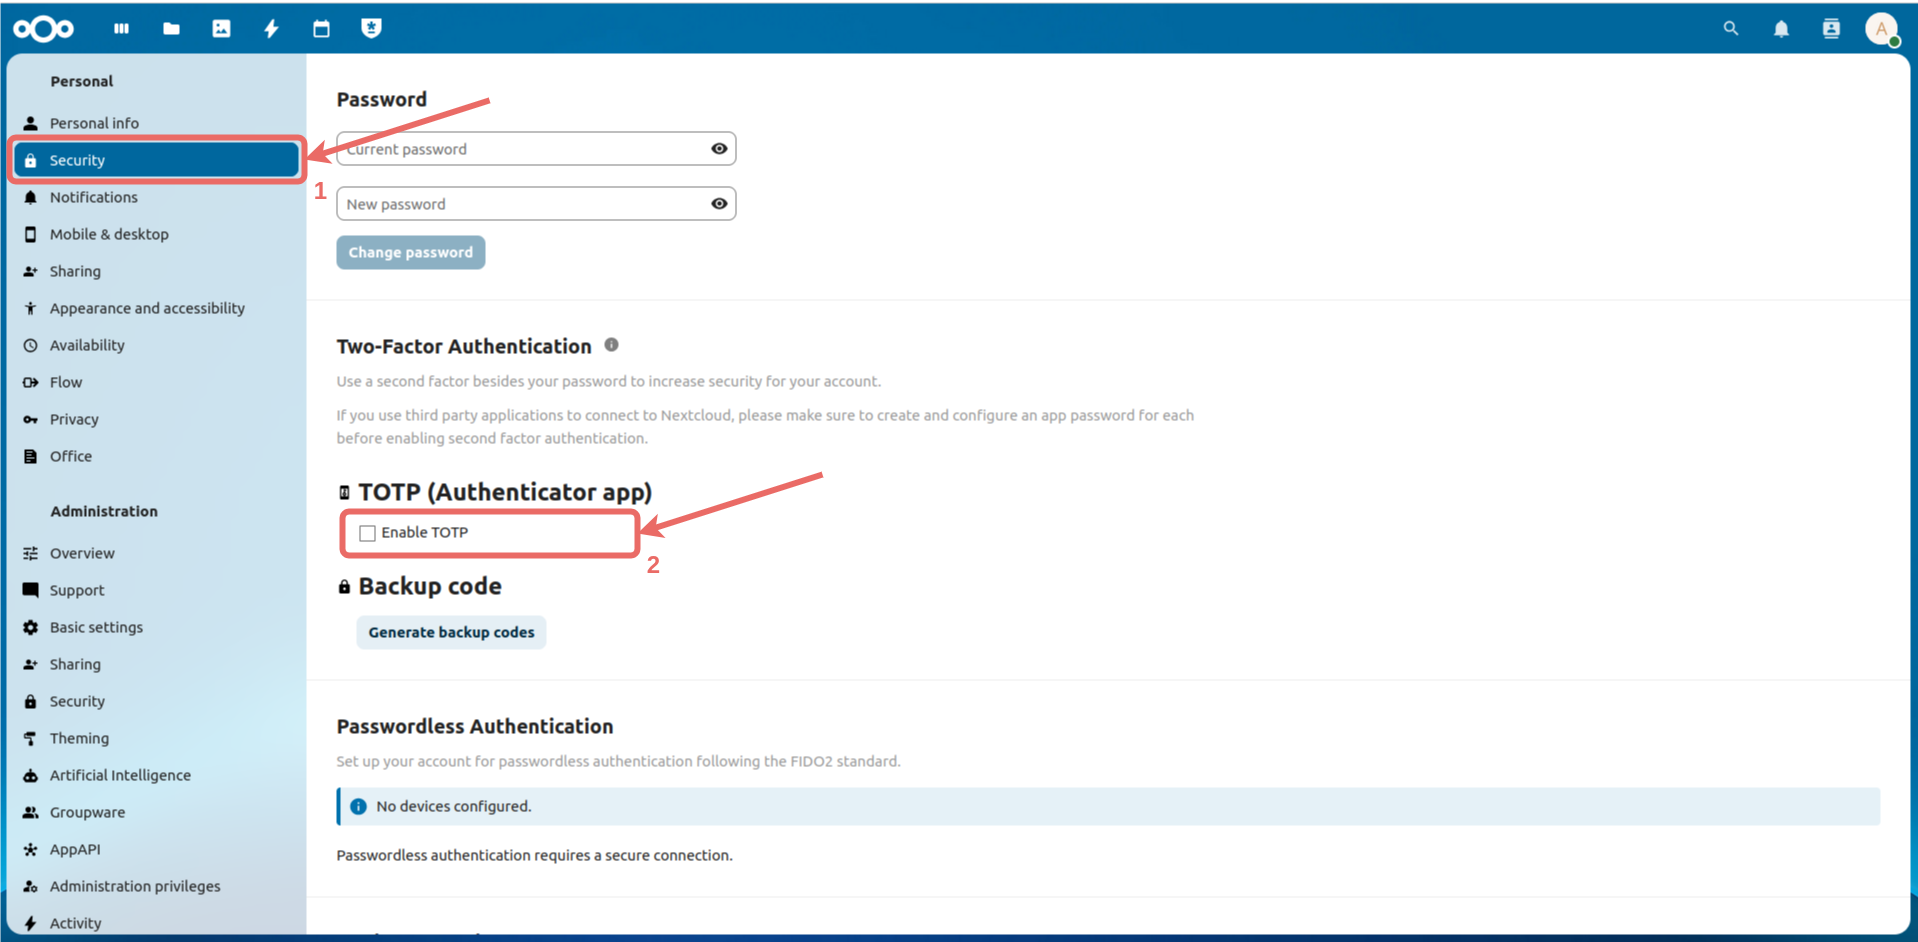 A
Personal
Personal info
Security
Notifications
Mobile & desktop
Sharing
Appearance and accessibility
Availability
Flow
Privacy
Office
Administration
Overview
Support
Basic settings
Sharing
Security
Theming
Artificial Intelligence
Groupware
AppAPI
Administration privileges
Activity
1
Password
Current password
New password
Change password
Two-Factor Authentication
Use a second factor besides your password to increase security for your account.
If you use third party applications to connect to Nextcloud, please make sure to create and configure an app password for each
before enabling second factor authentication.
TOTP (Authenticator app)
Enable TOTP
2
Backup code
Generate backup codes
Passwordless Authentication
Set up your account for passwordless authentication following the FIDO2 standard.
No devices configured.
Passwordless authentication requires a secure connection.